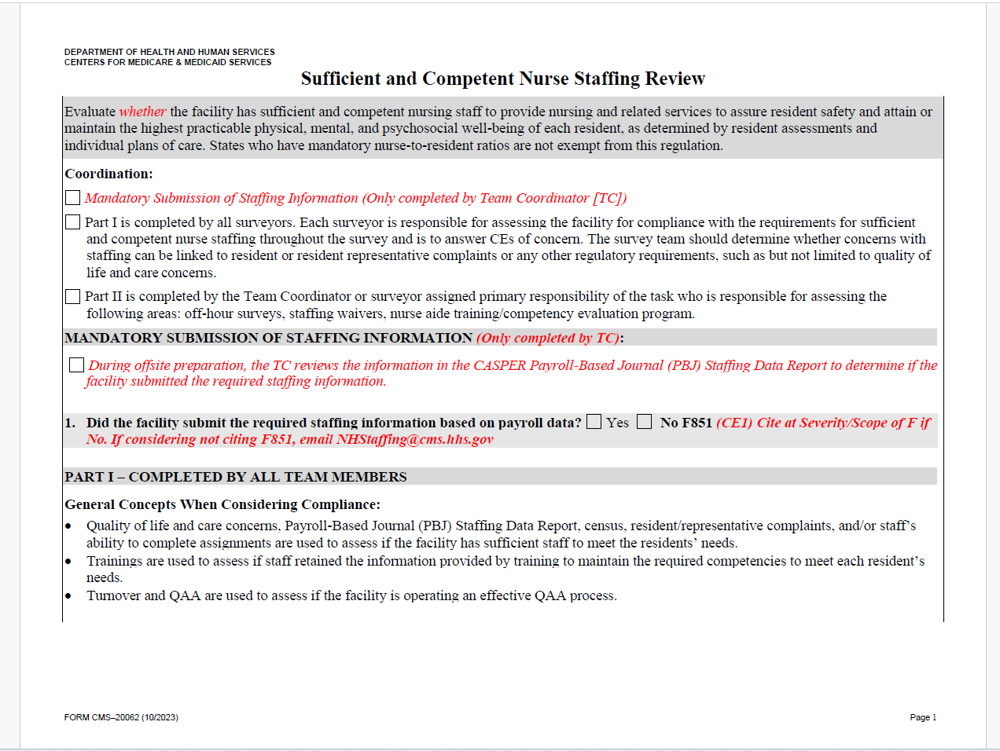 DEPARTMENT OF HEALTH AND HUMAN SERVICES
CENTERS FOR MEDICARE & MEDICAID SERVICES
Sufficient and Competent Nurse Staffing Review
Evaluate whether the facility has sufficient and competent nursing staff to provide nursing and related services to assure resident safety and attain or
maintain the highest practicable physical, mental, and psychosocial well-being of each resident, as determined by resident assessments and
individual plans of care. States who have mandatory nurse-to-resident ratios are not exempt from this regulation.
Coordination:
Mandatory Submission of Staffing Information (Only completed by Team Coordinator [TC])
Part I is completed by all surveyors. Each surveyor is responsible for assessing the facility for compliance with the requirements for sufficient
and competent nurse staffing throughout the survey and is to answer CEs of concern. The survey team should determine whether concerns with
staffing can be linked to resident or resident representative complaints or any other regulatory requirements, such as but not limited to quality of
life and care concerns.
Part II is completed by the Team Coordinator or surveyor assigned primary responsibility of the task who is responsible for assessing the
following areas: off-hour surveys, staffing waivers, nurse aide training/competency evaluation program.
MANDATORY SUBMISSION OF STAFFING INFORMATION (Only completed by TC):
During offsite preparation, the TC reviews the information in the CASPER Payroll-Based Journal (PBJ) Staffing Data Report to determine if the
facility submitted the required staffing information.
1. Did the facility submit the required staffing information based on payroll data? Yes No F851 (CE1) Cite at Severity/Scope of F if
No. If considering not citing F851, email NHStaffing@cms.hhs.gov
PART I – COMPLETED BY ALL TEAM MEMBERS
General Concepts When Considering Compliance:
• Quality of life and care concerns, Payroll-Based Journal (PBJ) Staffing Data Report, census, resident/representative complaints, and/or staff’s
ability to complete assignments are used to assess if the facility has sufficient staff to meet the residents’ needs.
• Trainings are used to assess if staff retained the information provided by training to maintain the required competencies to meet each resident’s
needs.
• Turnover and QAA are used to assess if the facility is operating an effective QAA process.
FORM CMS–20062 (10/2023)
Page 1